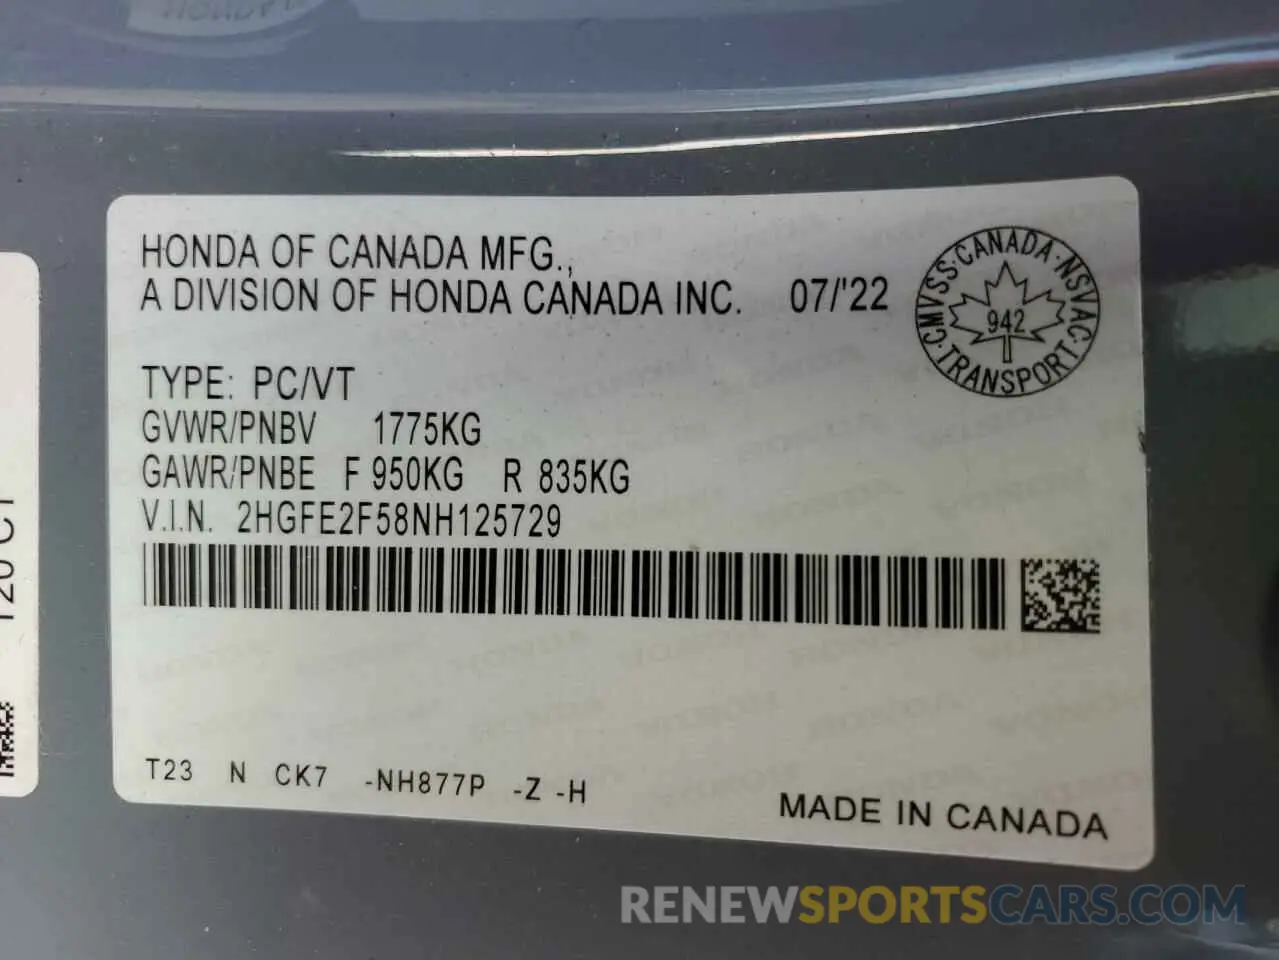 HONDA OF CANADA MFG.,
A DIVISION OF HONDA CANADA INC. 07/'22
CANADA · NSVAC · TRANSPORT · CMVSS ·
942
TYPE: PC/VT
GVWR/PNBV 1775KG
GAWR/PNBE F 950KG R 835KG
V.I.N. 2HGFE2F58NH125729
T23 N CK7 -NH877P -Z -H
MADE IN CANADA
RENEWSPORTSCARS.COM